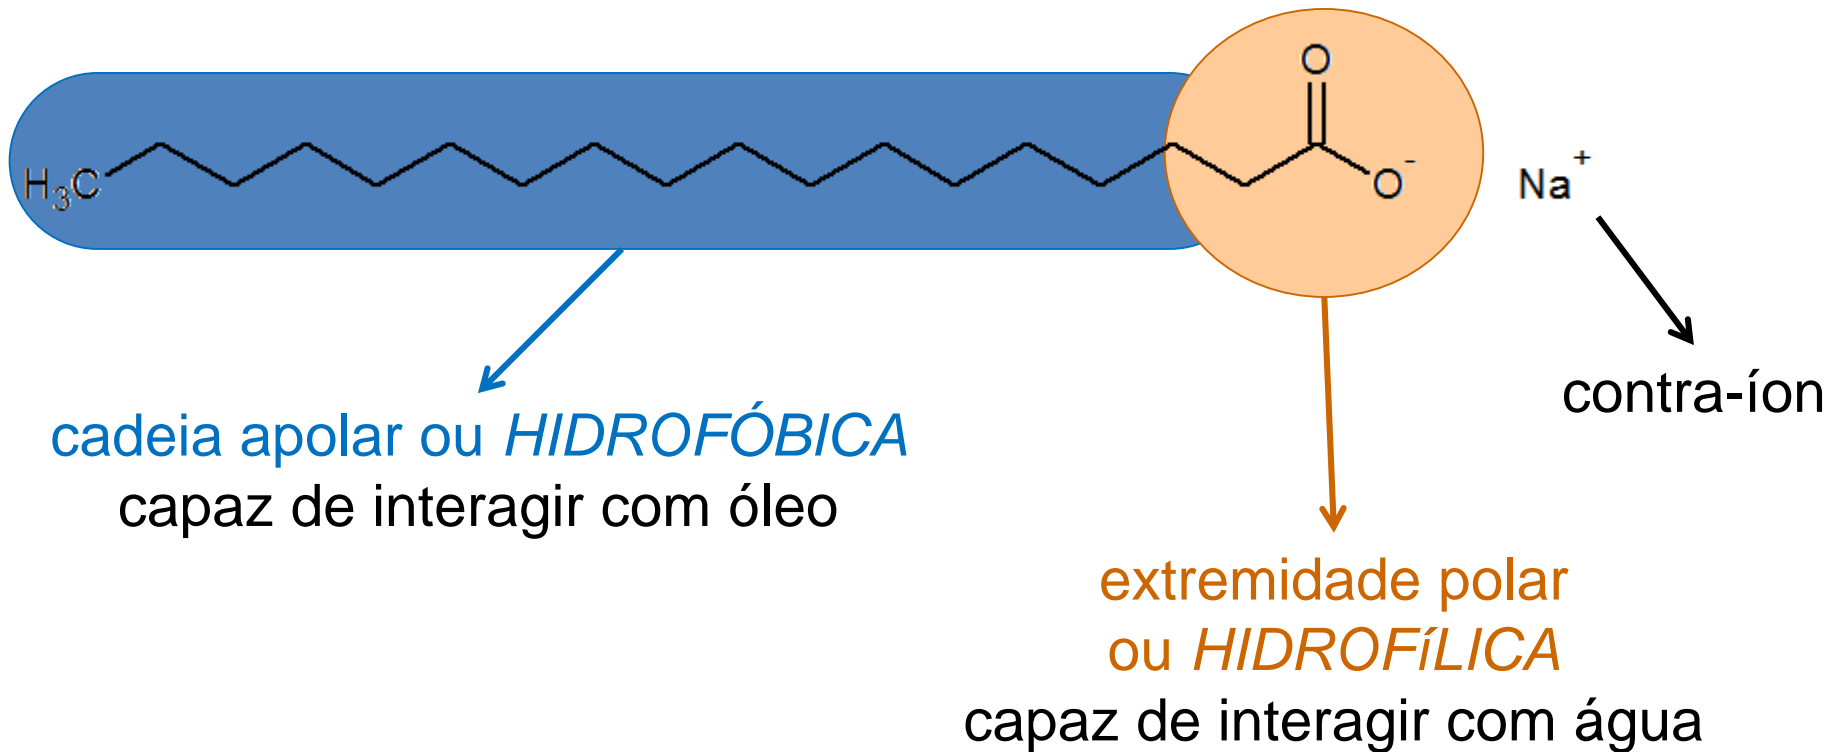 O
H₃C
O⁻
Na⁺
contra-íon
cadeia apolar ou HIDROFÓBICA
capaz de interagir com óleo
extremidade polar
ou HIDROFíLICA
capaz de interagir com água